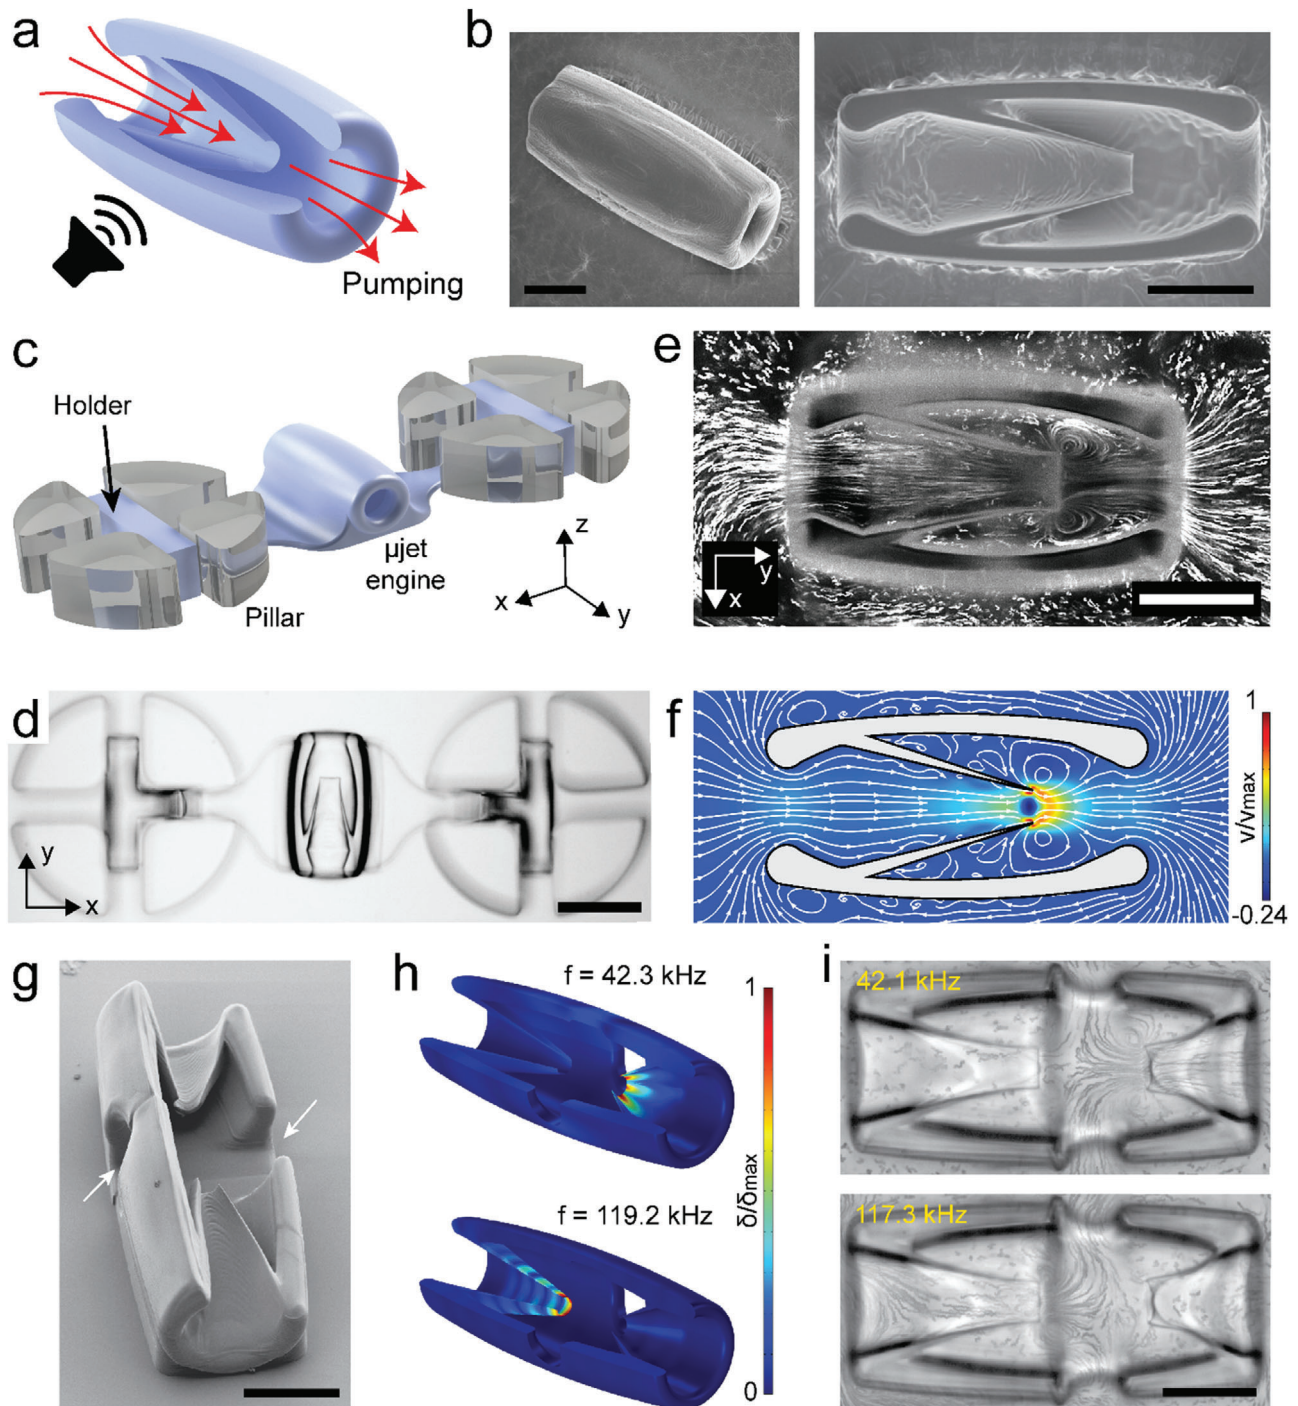 a
Pumping
b
c
Holder
Pillar
µjet
engine
z
x
y
e
y
x
d
y
x
f
1
v/vmax
-0.24
g
h
f = 42.3 kHz
f = 119.2 kHz
1
δ/δmax
0
i
42.1 kHz
117.3 kHz